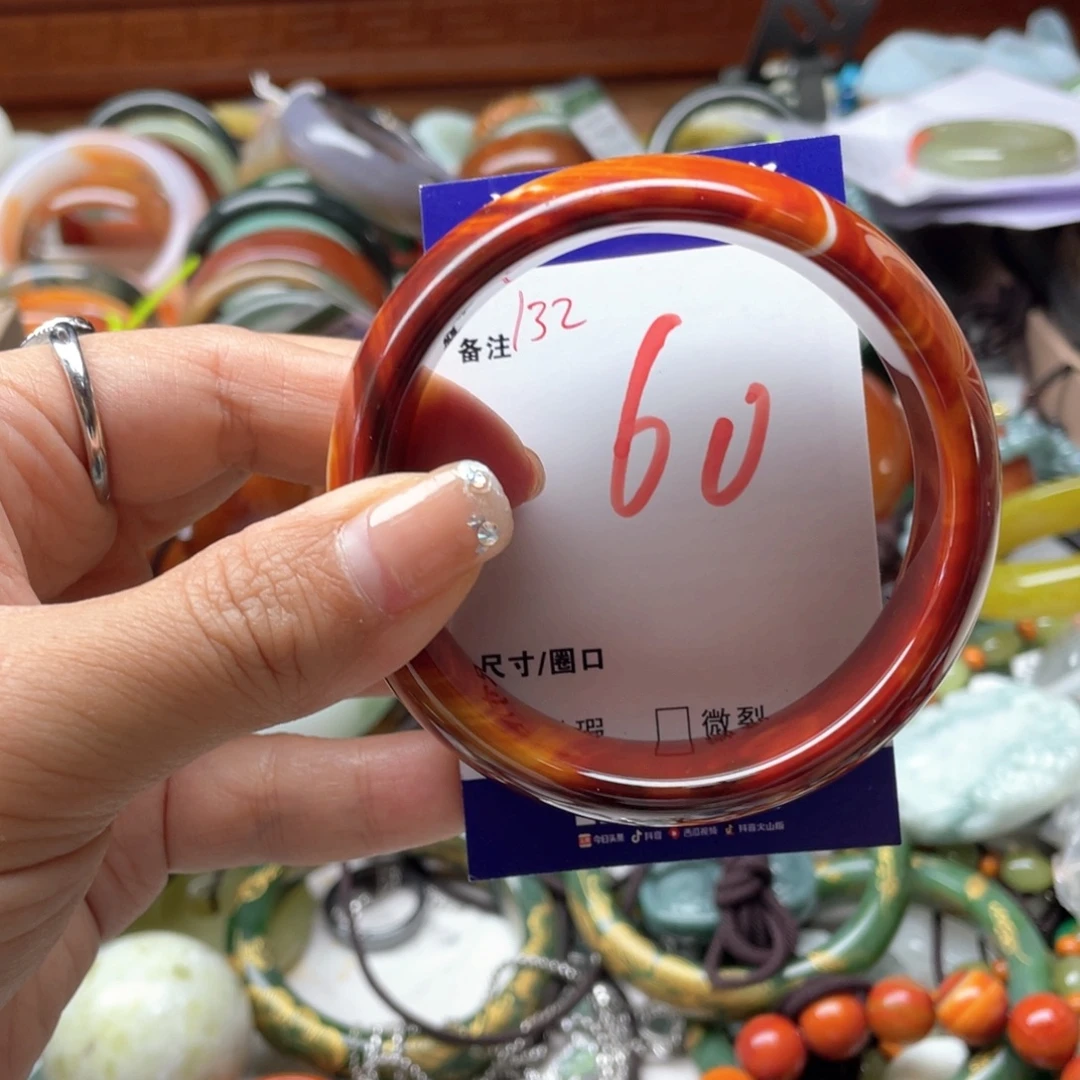 备注 132
60
尺寸/圈口
瑕 微裂
今日头条 抖音 西瓜视频 抖音火山版